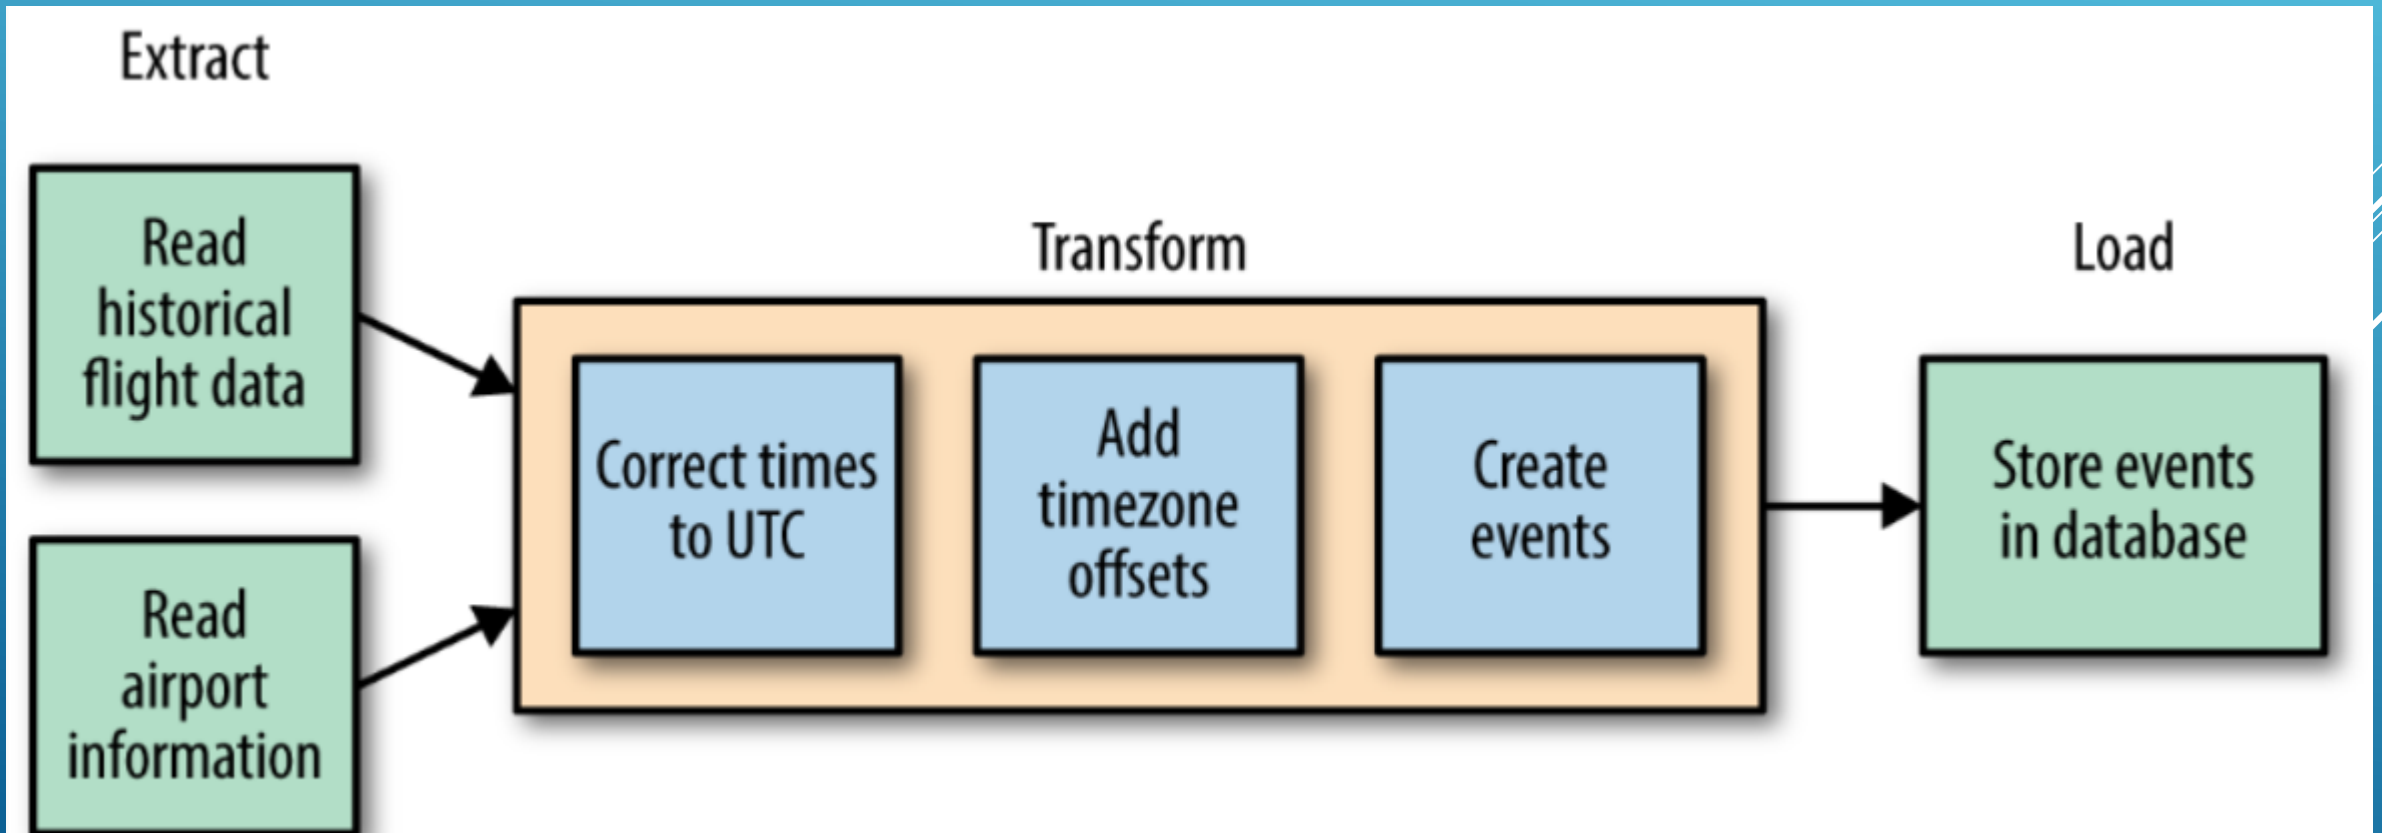 Extract
Read
historical
flight data
Read
airport
information
Transform
Correct times
to UTC
Add
timezone
offsets
Create
events
Load
Store events
in database